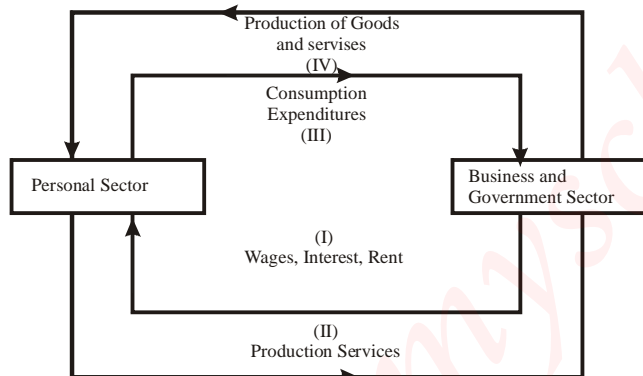 Production of Goods
and servises
(IV)
Consumption
Expenditures
(III)
Personal Sector
Business and
Government Sector
(I)
Wages, Interest, Rent
(II)
Production Services